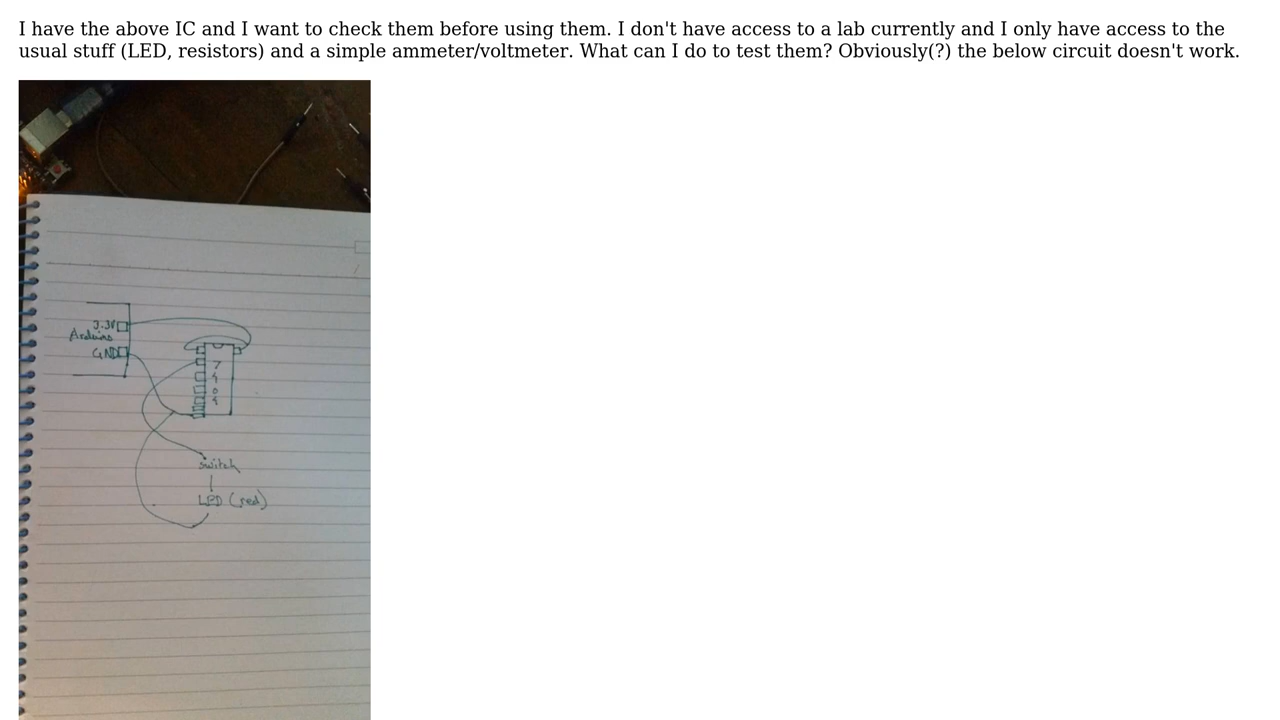 I have the above IC and I want to check them before using them. I don't have access to a lab currently and I only have access to the
usual stuff (LED, resistors) and a simple ammeter/voltmeter. What can I do to test them? Obviously(?) the below circuit doesn't work.
3.3V
Arduino
GND
7
4
0
4
switch
LED (red)